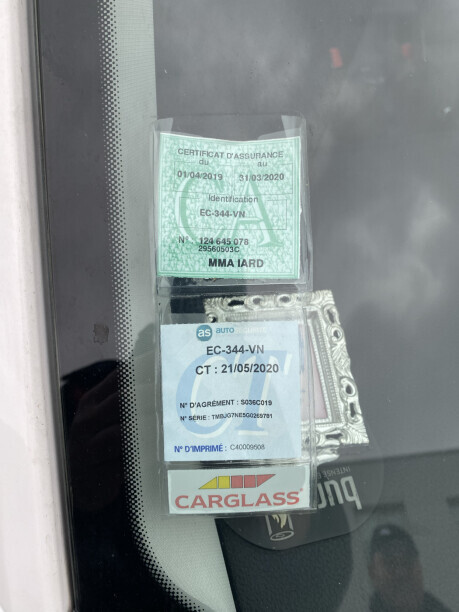 CERTIFICAT D'ASSURANCE
du au
01/04/2019 31/03/2020
Identification
EC-344-VN
N° 124 645 078
29560503C
MMA IARD
as AUTO
EC-344-VN
CT : 21/05/2020
N° D'AGRÉMENT : S036C019
N° SÉRIE : TMBJG7NE5G0269781
N° D'IMPRIMÉ : C40009508
CARGLASS
INTENSE